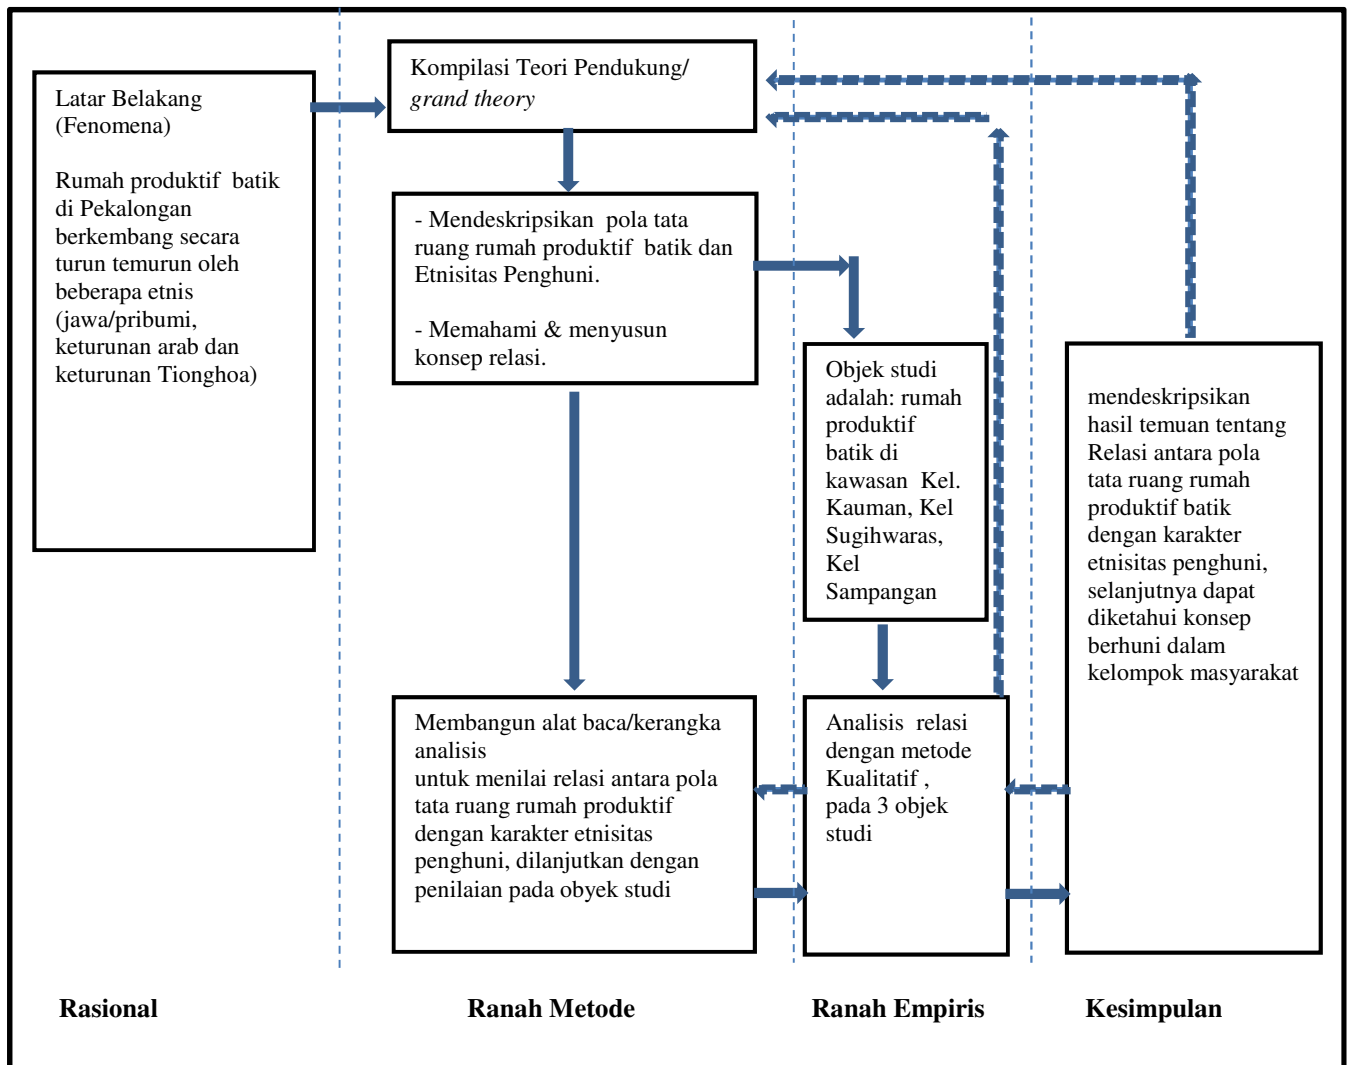 Latar Belakang
(Fenomena)
Rumah produktif  batik
di Pekalongan
berkembang secara
turun temurun oleh
beberapa etnis
(jawa/pribumi,
keturunan arab dan
keturunan Tionghoa)
Kompilasi Teori Pendukung/
grand theory
- Mendeskripsikan  pola tata
ruang rumah produktif  batik dan
Etnisitas Penghuni.
- Memahami & menyusun
konsep relasi.
Membangun alat baca/kerangka
analisis
untuk menilai relasi antara pola
tata ruang rumah produktif
dengan karakter etnisitas
penghuni, dilanjutkan dengan
penilaian pada obyek studi
Objek studi
adalah: rumah
produktif
batik di
kawasan  Kel.
Kauman, Kel
Sugihwaras,
Kel
Sampangan
Analisis  relasi
dengan metode
Kualitatif ,
pada 3 objek
studi
mendeskripsikan
hasil temuan tentang
Relasi antara pola
tata ruang rumah
produktif batik
dengan karakter
etnisitas penghuni,
selanjutnya dapat
diketahui konsep
berhuni dalam
kelompok masyarakat
Rasional
Ranah Metode
Ranah Empiris
Kesimpulan